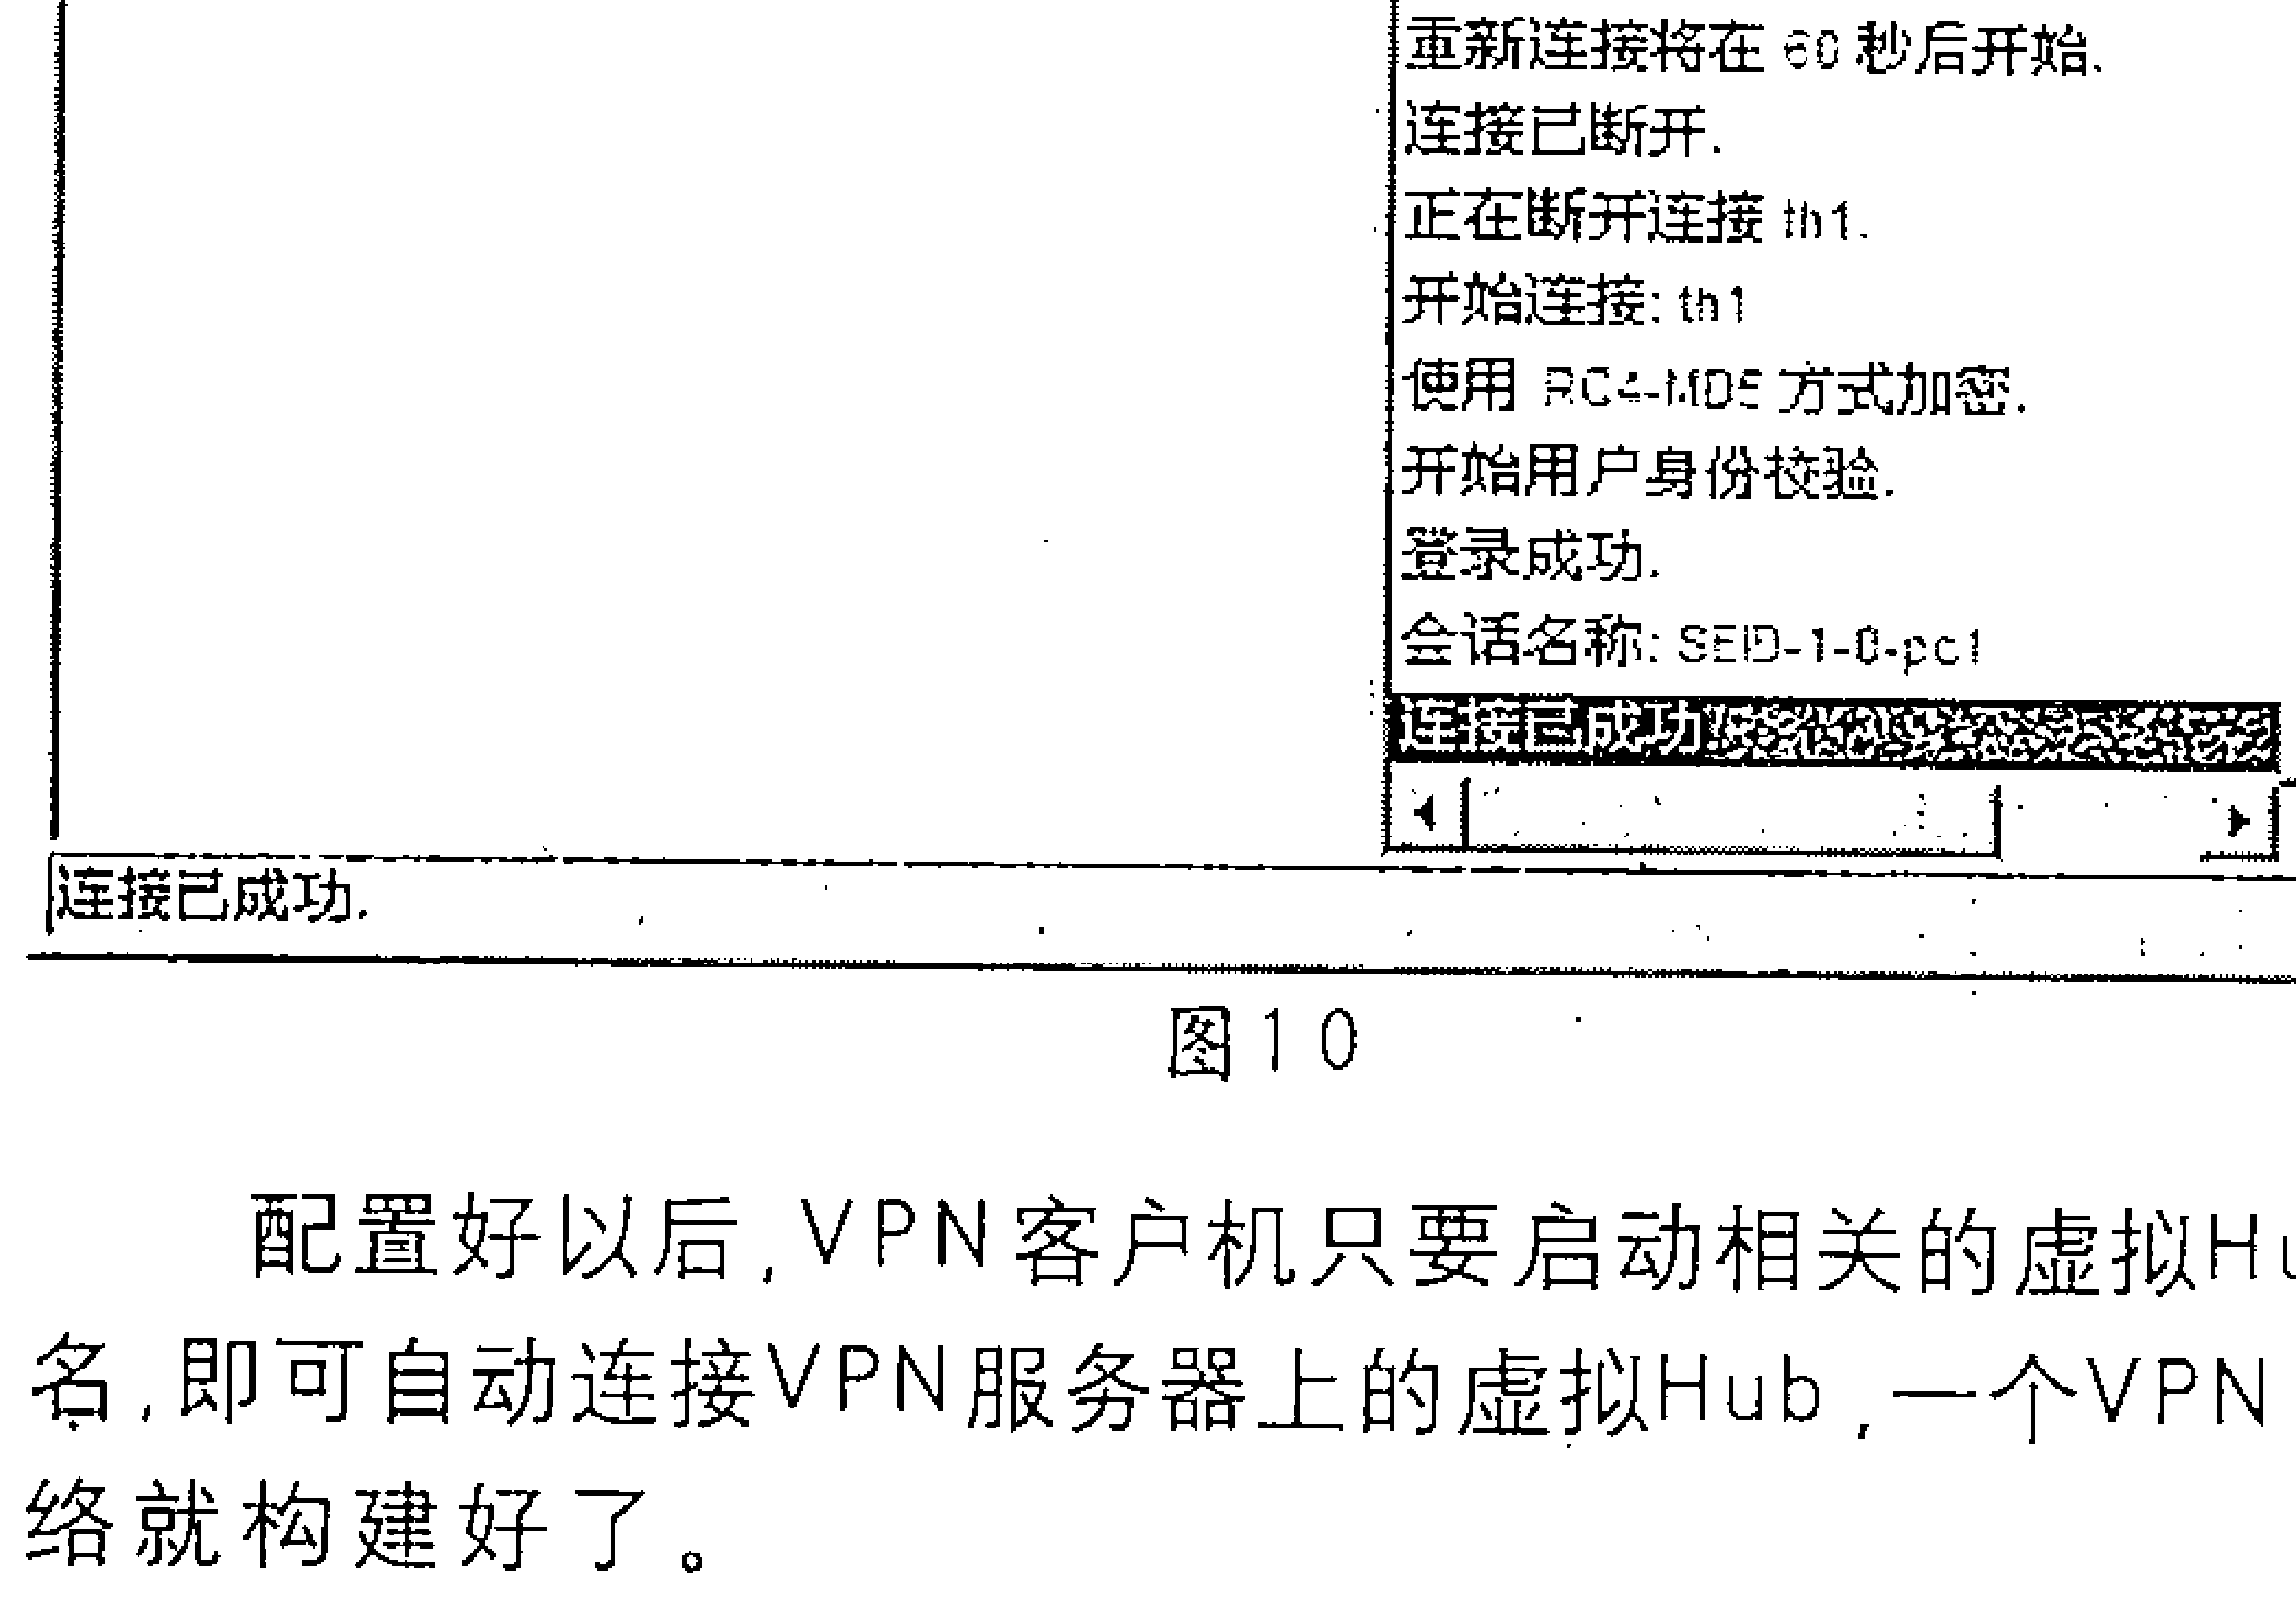 重新连接将在 60 秒后开始.
连接已断开.
正在断开连接 th1.
开始连接: th1
使用 RC4-MD5 方式加密.
开始用户身份校验.
登录成功.
会话名称: SEID-1-0-pc1
连接已成功
连接已成功.
图10
配置好以后,VPN客户机只要启动相关的虚拟Hu
名,即可自动连接VPN服务器上的虚拟Hub,一个VPN
络就构建好了。